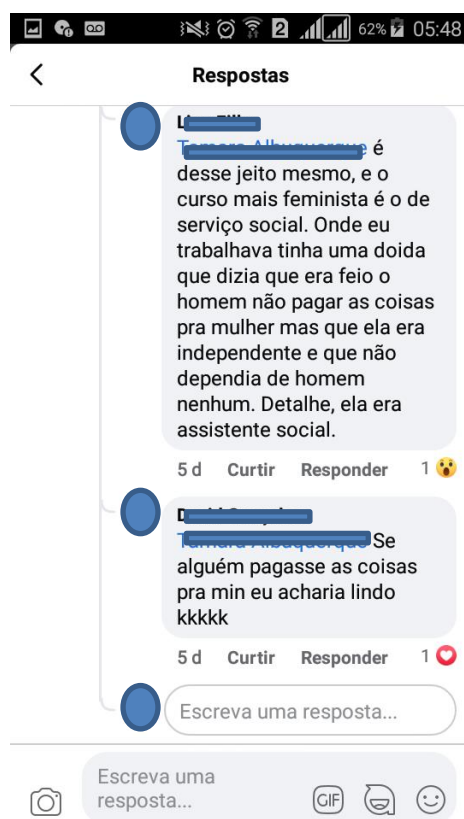 2 62% 05:48
Respostas
é
desse jeito mesmo, e o
curso mais feminista é o de
serviço social. Onde eu
trabalhava tinha uma doida
que dizia que era feio o
homem não pagar as coisas
pra mulher mas que ela era
independente e que não
dependia de homem
nenhum. Detalhe, ela era
assistente social.
5 d Curtir Responder 1
Se
alguém pagasse as coisas
pra min eu acharia lindo
kkkkk
5 d Curtir Responder 1
Escreva uma resposta...
Escreva uma
resposta...
GIF